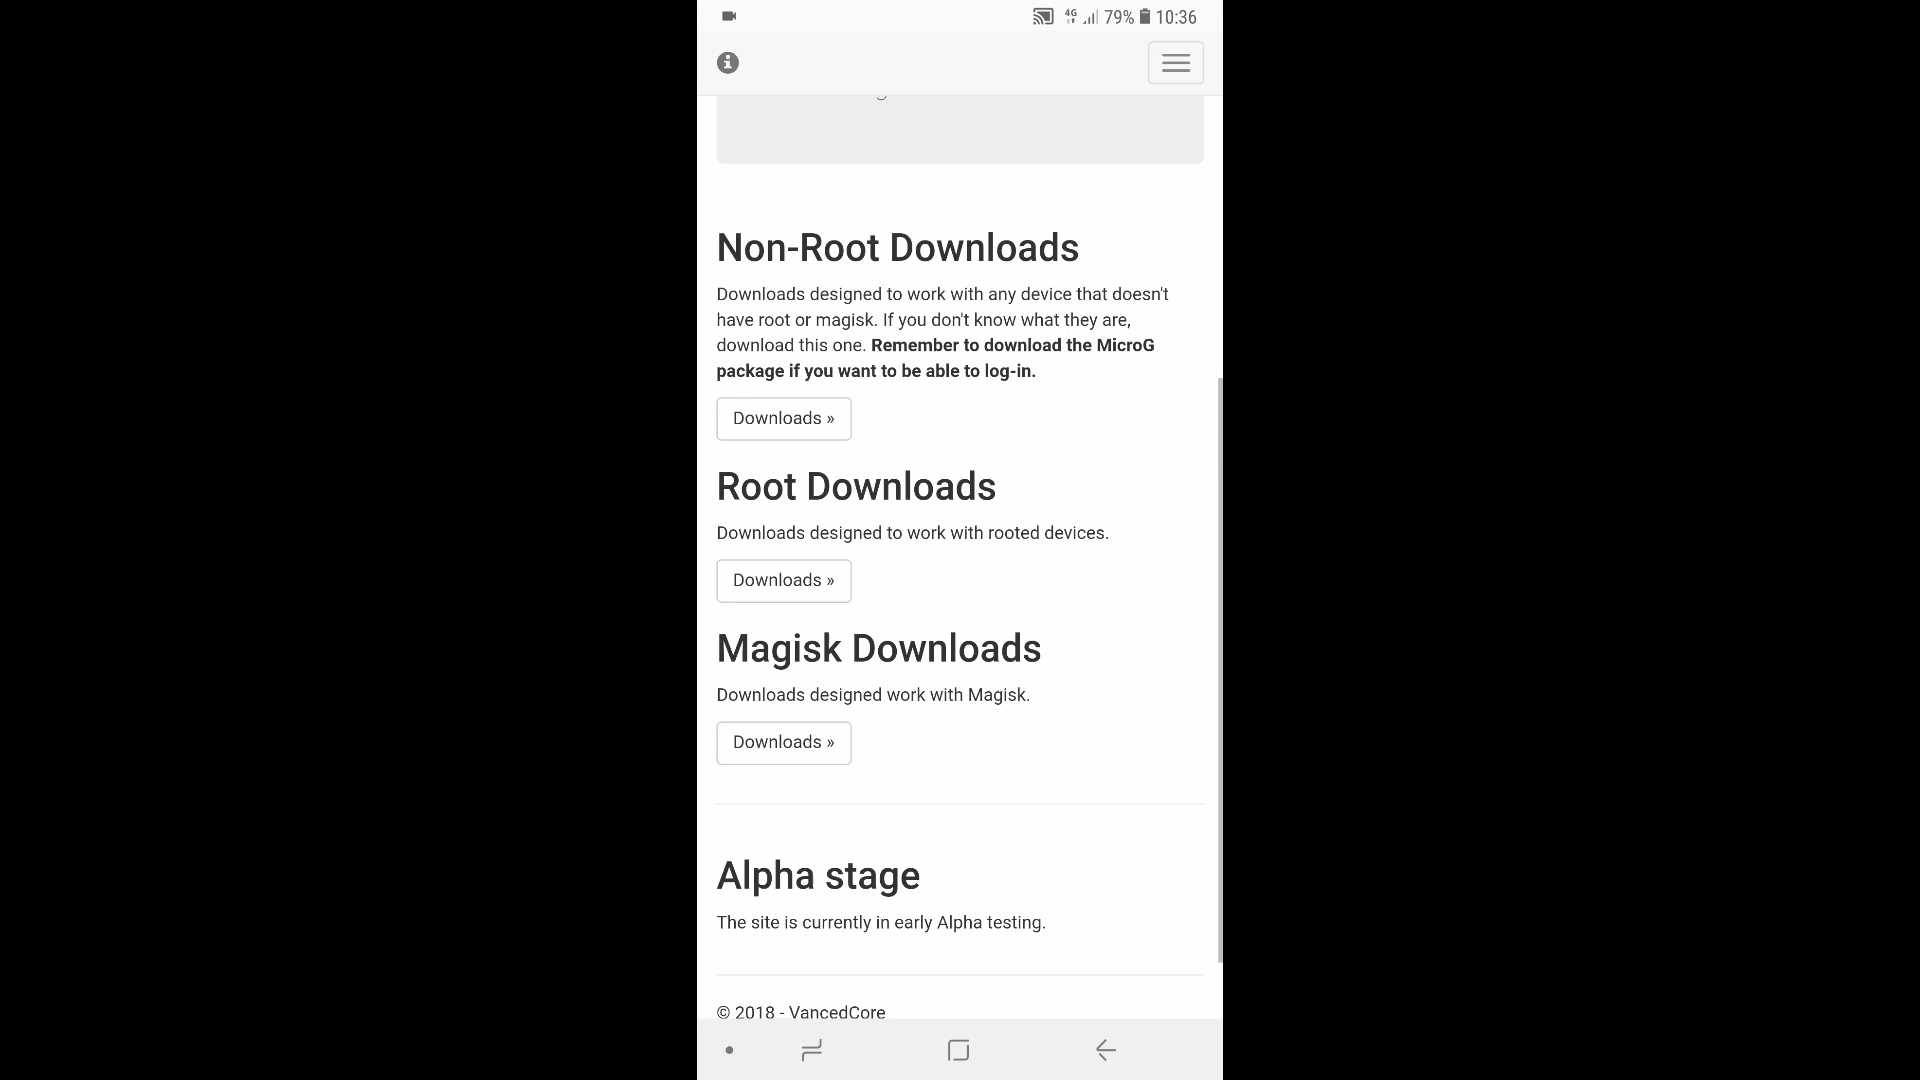 4G 79% 10:36
Non-Root Downloads
Downloads designed to work with any device that doesn't
have root or magisk. If you don't know what they are,
download this one. Remember to download the MicroG
package if you want to be able to log-in.
Downloads »
Root Downloads
Downloads designed to work with rooted devices.
Downloads »
Magisk Downloads
Downloads designed work with Magisk.
Downloads »
Alpha stage
The site is currently in early Alpha testing.
© 2018 - VancedCore